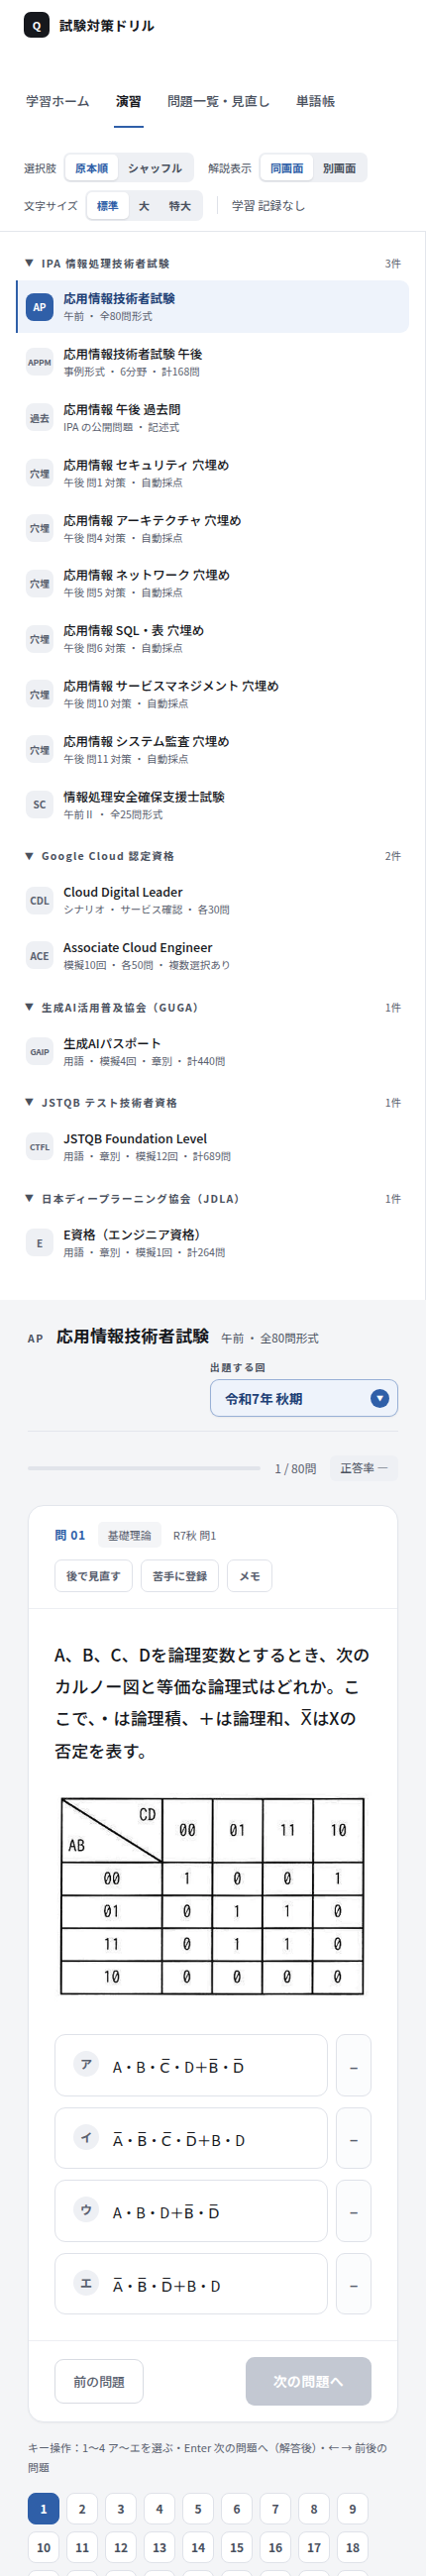 Q 試験対策ドリル
学習ホーム 演習 問題一覧・見直し 単語帳
選択肢 原本順 シャッフル 解説表示 同画面 別画面
文字サイズ 標準 大 特大 学習 記録なし
▼ IPA 情報処理技術者試験 3件
AP 応用情報技術者試験
午前 ・ 全80問形式
APPM 応用情報技術者試験 午後
事例形式 ・ 6分野 ・ 計168問
過去 応用情報 午後 過去問
IPA の公開問題 ・ 記述式
穴埋 応用情報 セキュリティ 穴埋め
午後 問1 対策 ・ 自動採点
穴埋 応用情報 アーキテクチャ 穴埋め
午後 問4 対策 ・ 自動採点
穴埋 応用情報 ネットワーク 穴埋め
午後 問5 対策 ・ 自動採点
穴埋 応用情報 SQL・表 穴埋め
午後 問6 対策 ・ 自動採点
穴埋 応用情報 サービスマネジメント 穴埋め
午後 問10 対策 ・ 自動採点
穴埋 応用情報 システム監査 穴埋め
午後 問11 対策 ・ 自動採点
SC 情報処理安全確保支援士試験
午前Ⅱ ・ 全25問形式
▼ Google Cloud 認定資格 2件
CDL Cloud Digital Leader
シナリオ ・ サービス確認 ・ 各30問
ACE Associate Cloud Engineer
模擬10回 ・ 各50問 ・ 複数選択あり
▼ 生成AI活用普及協会（GUGA） 1件
GAIP 生成AIパスポート
用語 ・ 模擬4回 ・ 章別 ・ 計440問
▼ JSTQB テスト技術者資格 1件
CTFL JSTQB Foundation Level
用語 ・ 章別 ・ 模擬12回 ・ 計689問
▼ 日本ディープラーニング協会（JDLA） 1件
E E資格（エンジニア資格）
用語 ・ 章別 ・ 模擬1回 ・ 計264問
AP 応用情報技術者試験 午前 ・ 全80問形式
出題する回
令和7年 秋期 ▼
1 / 80問 正答率 —
問 01 基礎理論 R7秋 問1
後で見直す 苦手に登録 メモ
A、B、C、Dを論理変数とするとき、次の
カルノー図と等価な論理式はどれか。こ
こで、・は論理積、＋は論理和、X̅はXの
否定を表す。
CD
AB 00 01 11 10
00 1 0 0 1
01 0 1 1 0
11 0 1 1 0
10 0 0 0 0
ア A・B・C̅・D＋B̅・D̅ –
イ A̅・B̅・C̅・D̅＋B・D –
ウ A・B・D＋B̅・D̅ –
エ A̅・B̅・D̅＋B・D –
前の問題 次の問題へ
キー操作：1〜4 ア〜エを選ぶ・Enter 次の問題へ（解答後）・← → 前後の
問題
1 2 3 4 5 6 7 8 9
10 11 12 13 14 15 16 17 18